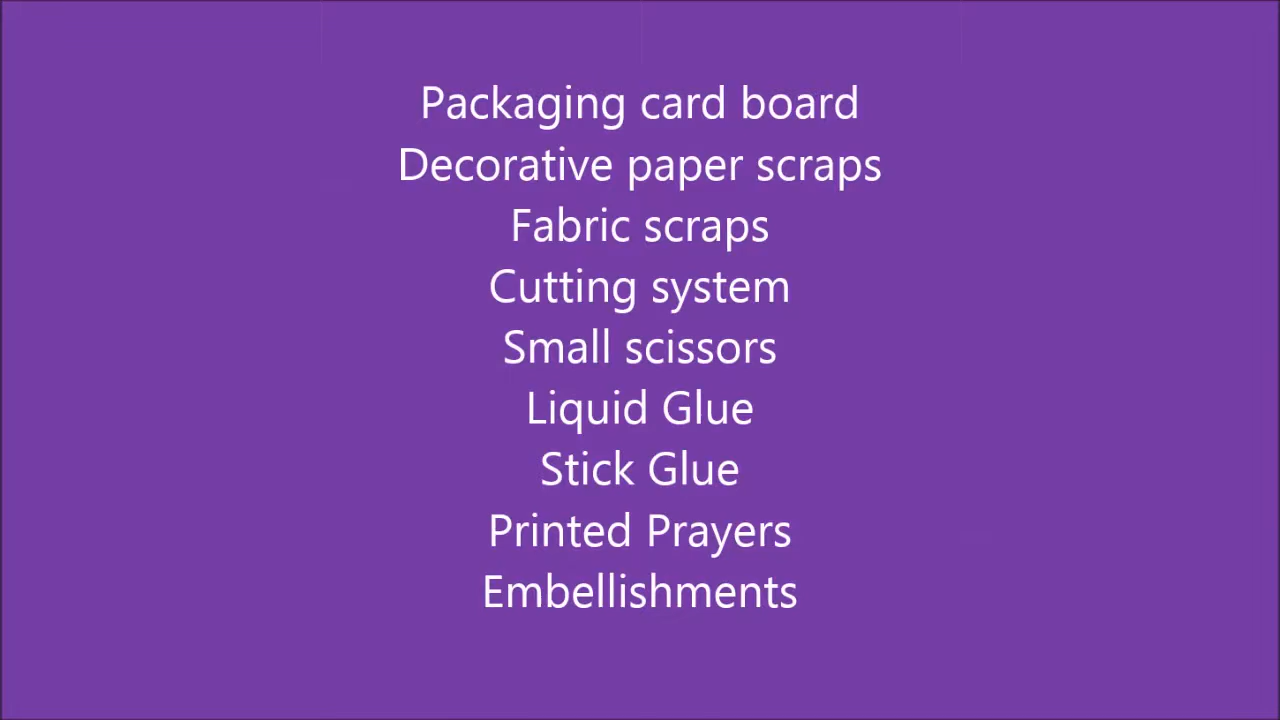 Packaging card board
Decorative paper scraps
Fabric scraps
Cutting system
Small scissors
Liquid Glue
Stick Glue
Printed Prayers
Embellishments